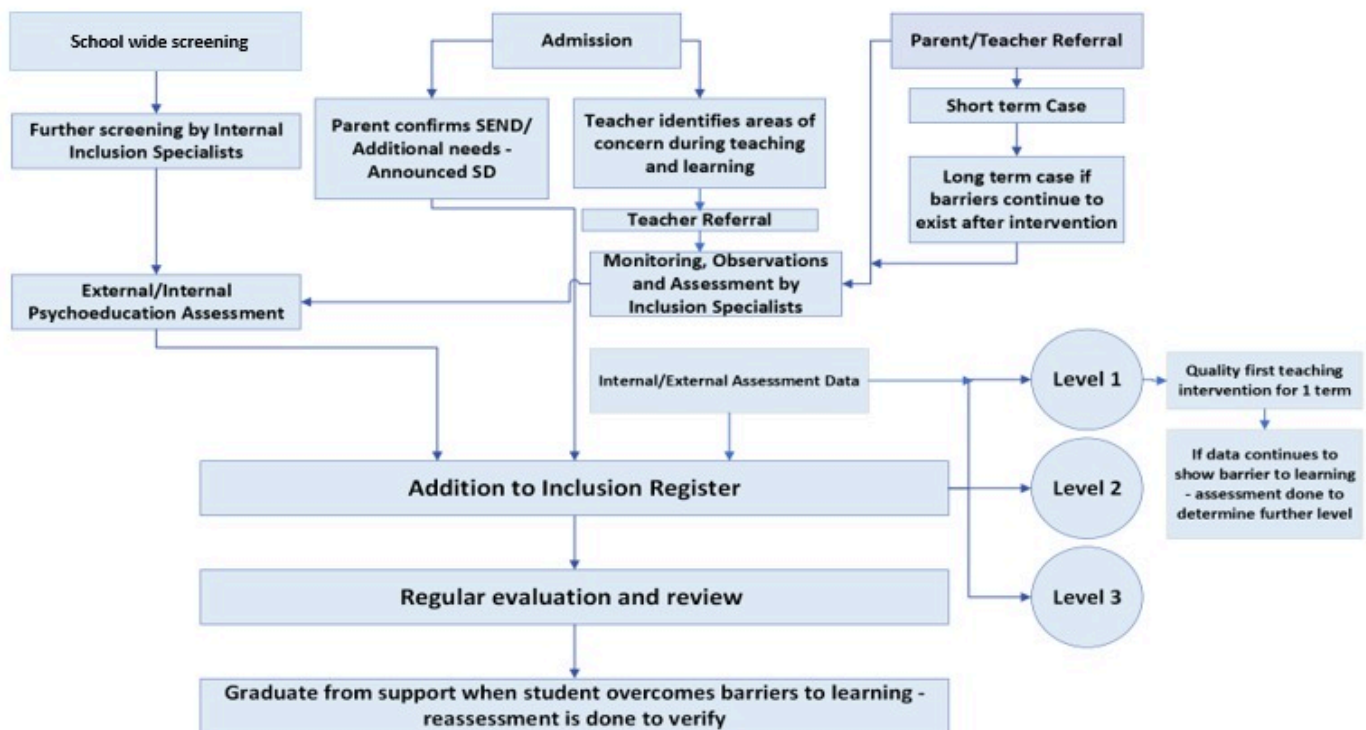 School wide screening
Admission
Parent/Teacher Referral
Further screening by Internal
Inclusion Specialists
Parent confirms SEND/
Additional needs -
Announced SD
Teacher identifies areas of
concern during teaching
and learning
Short term Case
Long term case if
barriers continue to
exist after intervention
Teacher Referral
Monitoring, Observations
and Assessment by
Inclusion Specialists
External/Internal
Psychoeducation Assessment
Internal/External Assessment Data
Level 1
Quality first teaching
intervention for 1 term
If data continues to
show barrier to learning
- assessment done to
determine further level
Addition to Inclusion Register
Level 2
Regular evaluation and review
Level 3
Graduate from support when student overcomes barriers to learning -
reassessment is done to verify